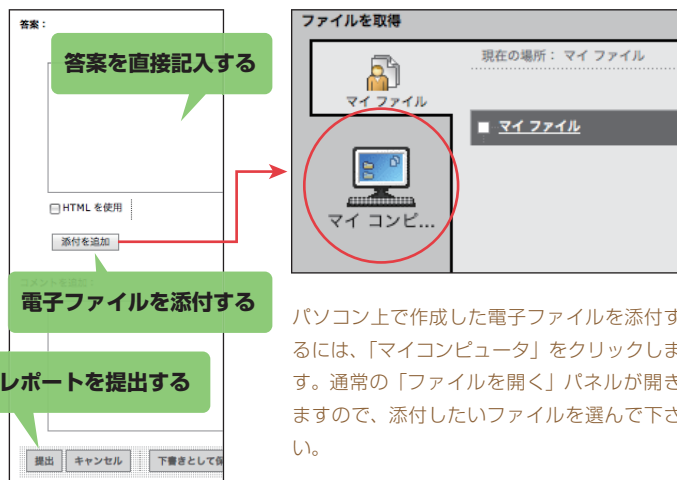 答案：
答案を直接記入する
HTML を使用
添付を追加
コメントを追加：
電子ファイルを添付する
レポートを提出する
提出
キャンセル
下書きとして保
ファイルを取得
現在の場所： マイ ファイル
マイ ファイル
マイ ファイル
マイ コンピ...
パソコン上で作成した電子ファイルを添付す
るには、「マイコンピュータ」をクリックしま
す。通常の「ファイルを開く」パネルが開き
ますので、添付したいファイルを選んで下さ
い。